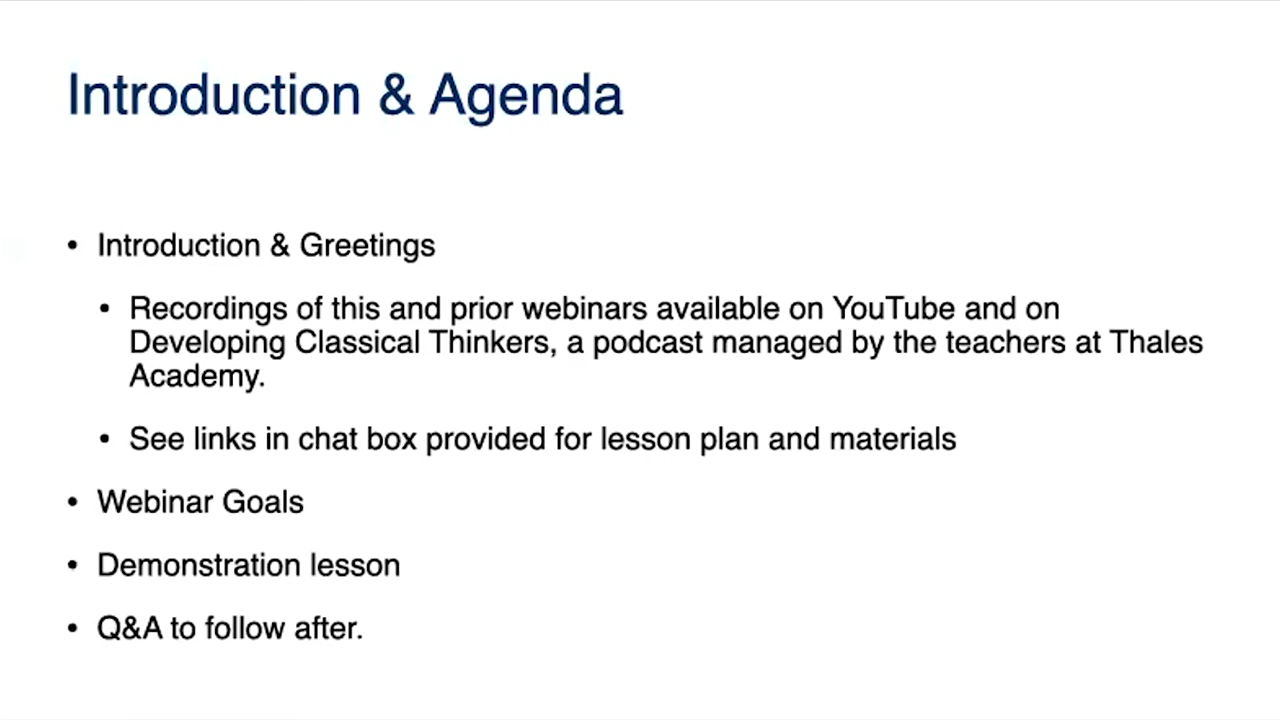 Introduction & Agenda
• Introduction & Greetings
• Recordings of this and prior webinars available on YouTube and on
Developing Classical Thinkers, a podcast managed by the teachers at Thales
Academy.
• See links in chat box provided for lesson plan and materials
• Webinar Goals
• Demonstration lesson
• Q&A to follow after.